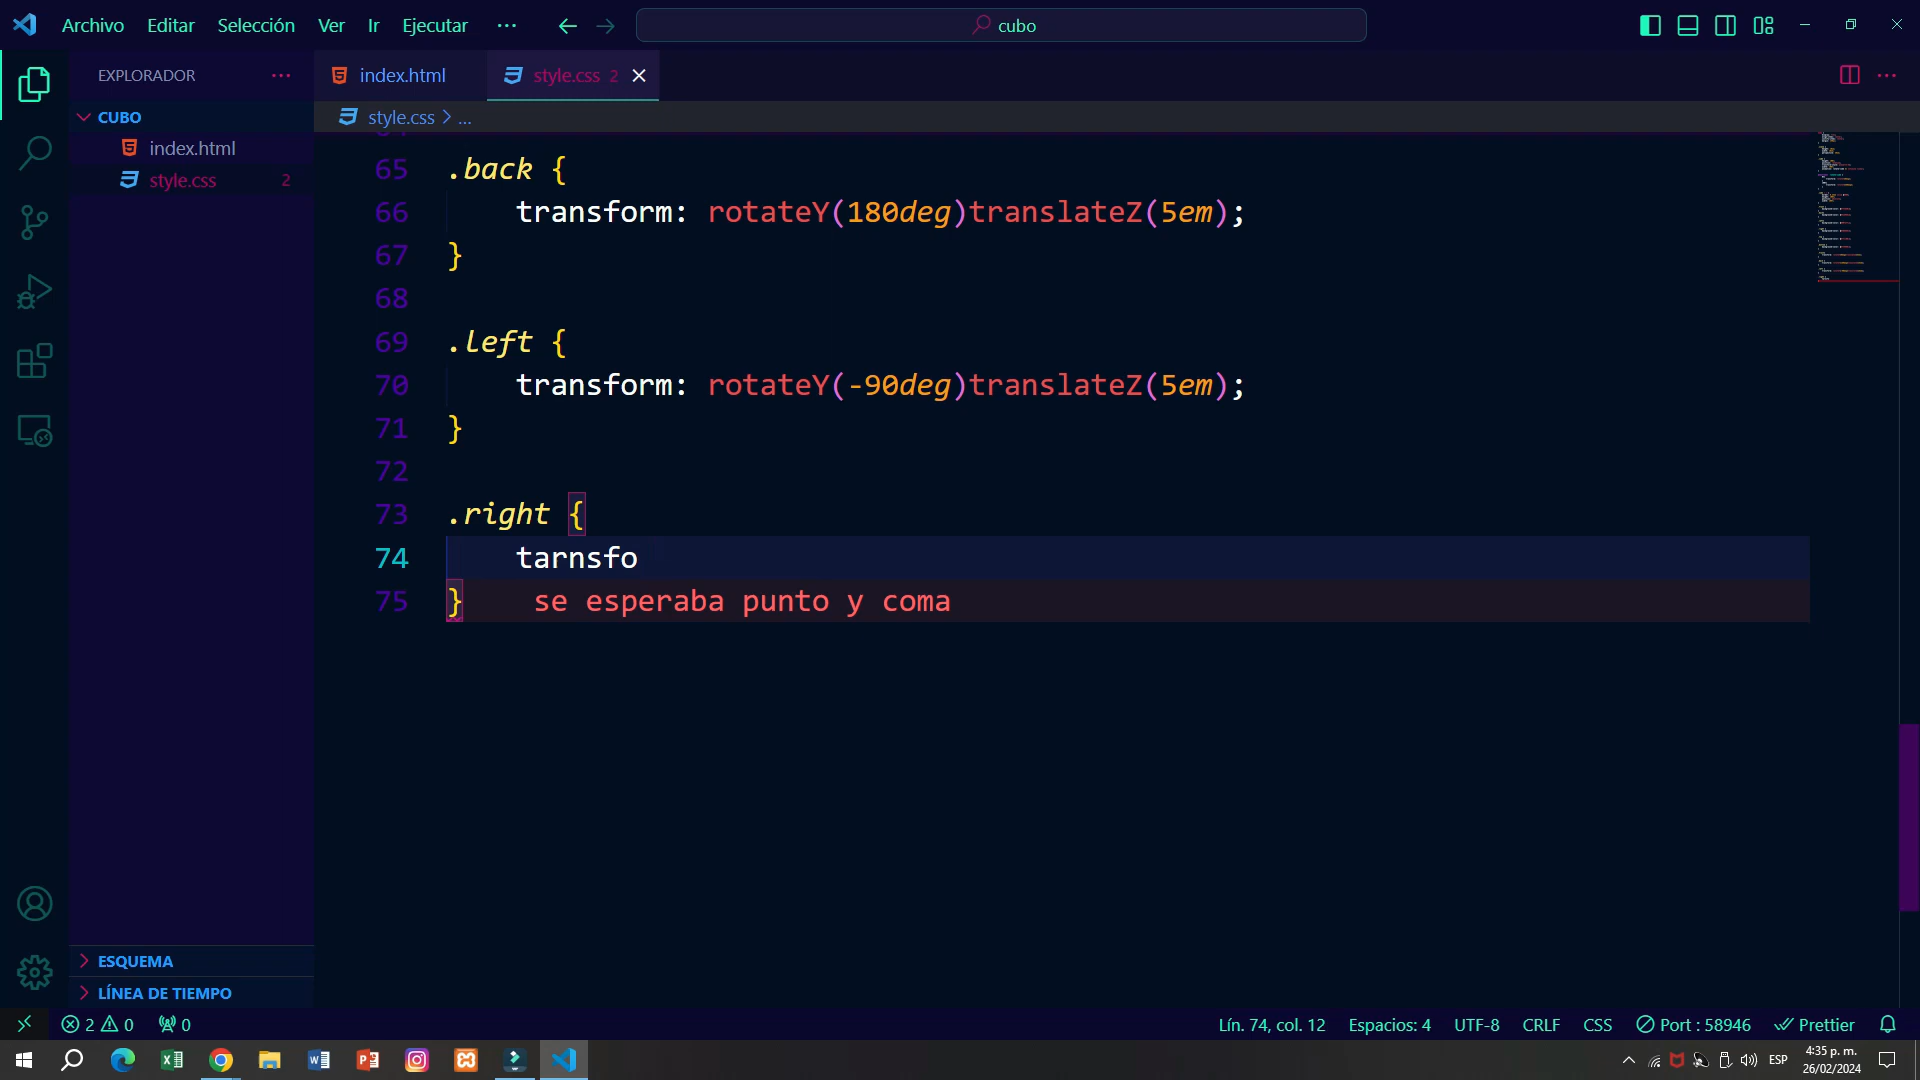 Archivo Editar Selección Ver Ir Ejecutar ··· cubo
EXPLORADOR ··· index.html style.css 2 ···
CUBO
style.css > ...
index.html
style.css 2
65 .back {
66 transform: rotateY(180deg)translateZ(5em);
67 }
68
69 .left {
70 transform: rotateY(-90deg)translateZ(5em);
71 }
72
73 .right {
74 tarnsfo
75 } se esperaba punto y coma
ESQUEMA
LÍNEA DE TIEMPO
2 0 0 Lín. 74, col. 12 Espacios: 4 UTF-8 CRLF CSS Port : 58946 Prettier
ESP 4:35 p. m.
26/02/2024